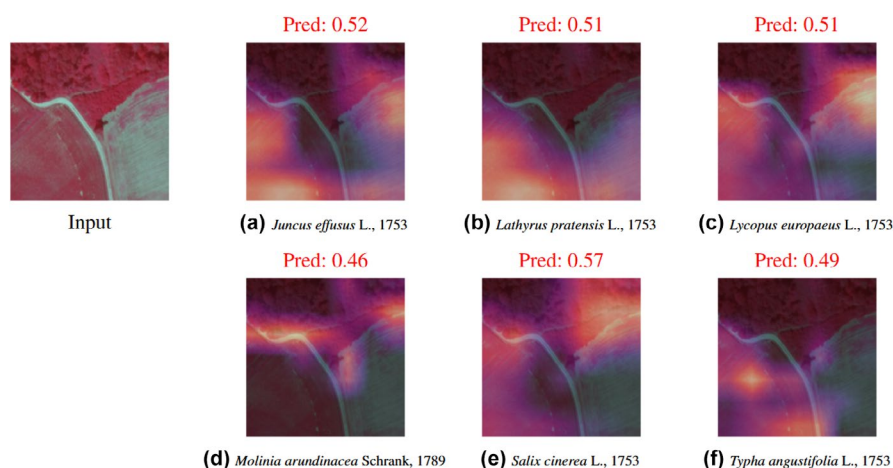 Pred: 0.52
Pred: 0.51
Pred: 0.51
Input
(a) Juncus effusus L., 1753
(b) Lathyrus pratensis L., 1753
(c) Lycopus europaeus L., 1753
Pred: 0.46
Pred: 0.57
Pred: 0.49
(d) Molinia arundinacea Schrank, 1789
(e) Salix cinerea L., 1753
(f) Typha angustifolia L., 1753